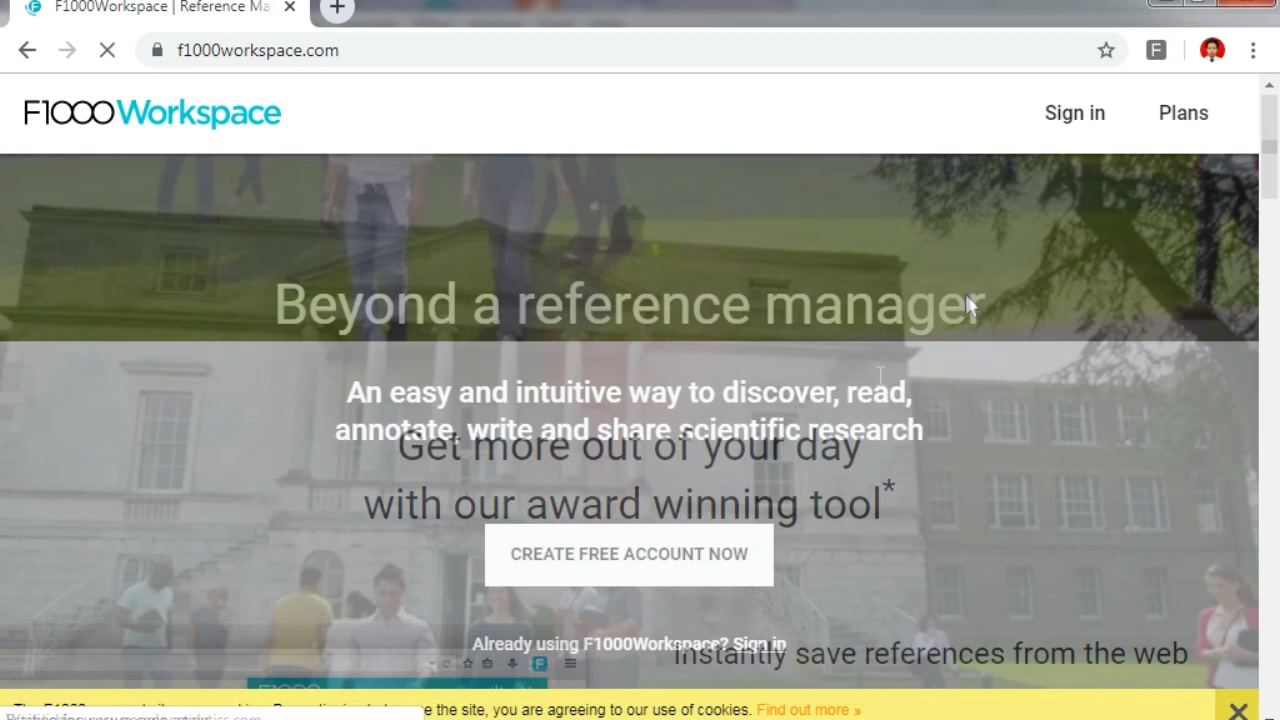 F1000Workspace | Reference Ma
f1000workspace.com
F
F1000Workspace
Sign in
Plans
Beyond a reference manager
An easy and intuitive way to discover, read,
annotate, write and share scientific research
Get more out of your day
with our award winning tool*
CREATE FREE ACCOUNT NOW
Already using F1000Workspace? Sign in
Instantly save references from the web
the site, you are agreeing to our use of cookies. Find out more »